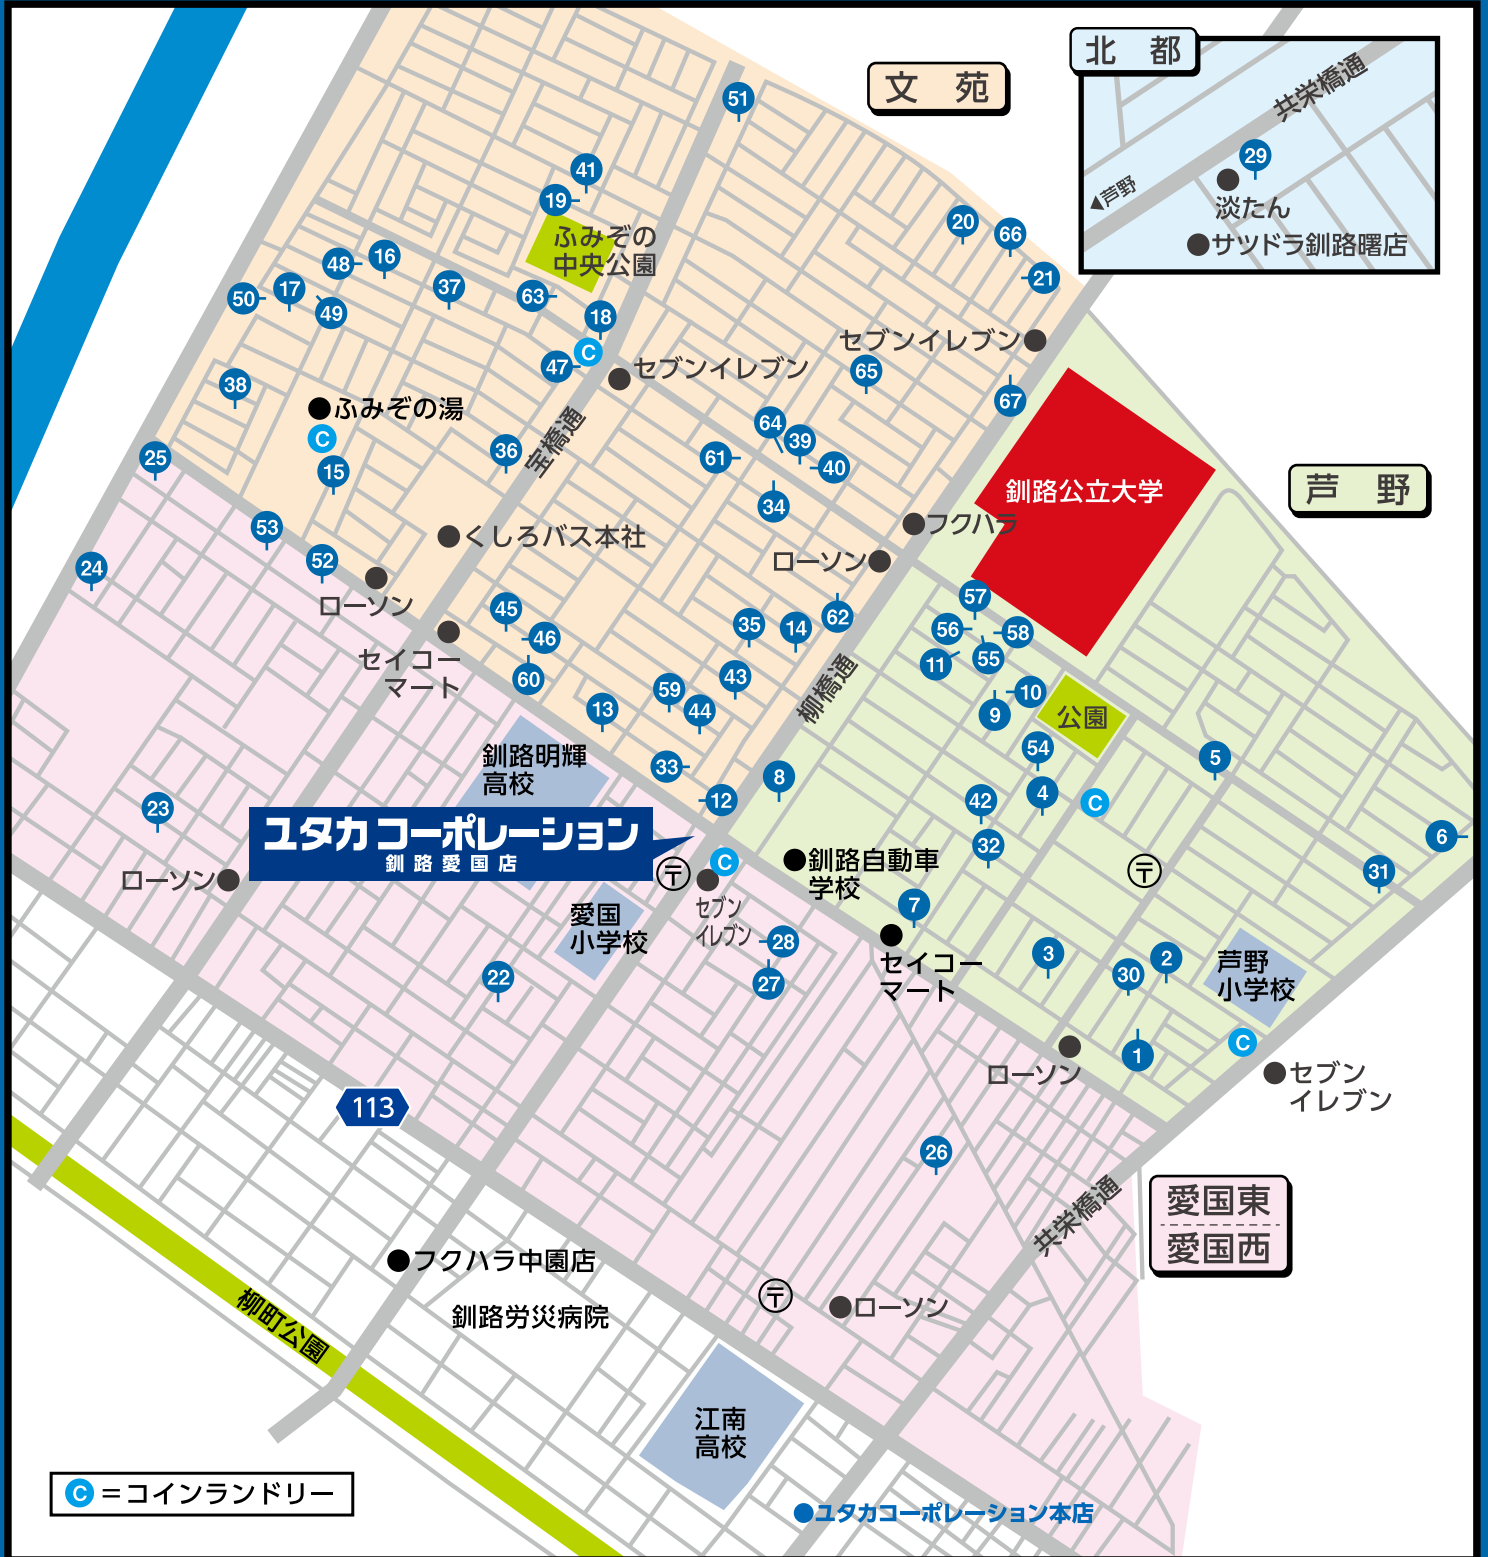 北 都
共栄橋通
29
▲芦野
淡たん
サツドラ釧路曙店
文 苑
51
41
19
ふみぞの
中央公園
20
66
21
48
16
50
17
49
37
63
18
C
47
セブンイレブン
セブンイレブン
65
67
38
ふみぞの湯
C
15
25
宝橋通
36
64
39
40
61
34
釧路公立大学
芦 野
フクハラ
53
52
ローソン
くしろバス本社
ローソン
24
45
46
60
セイコー
マート
35
14
62
57
56
58
11
55
柳橋通
43
59
44
13
10
9
公園
33
8
12
54
5
42
4
C
32
6
31
釧路明輝
高校
23
ユタカコーポレーション
釧路愛国店
ローソン
〒
C
セブン
イレブン
釧路自動車
学校
〒
愛国
小学校
7
セイコー
マート
28
27
22
3
30
2
芦野
小学校
1
C
ローソン
セブン
イレブン
113
26
共栄橋通
愛国東
愛国西
フクハラ中園店
釧路労災病院
〒
ローソン
柳町公園
江南
高校
C=コインランドリー
ユタカコーポレーション本店